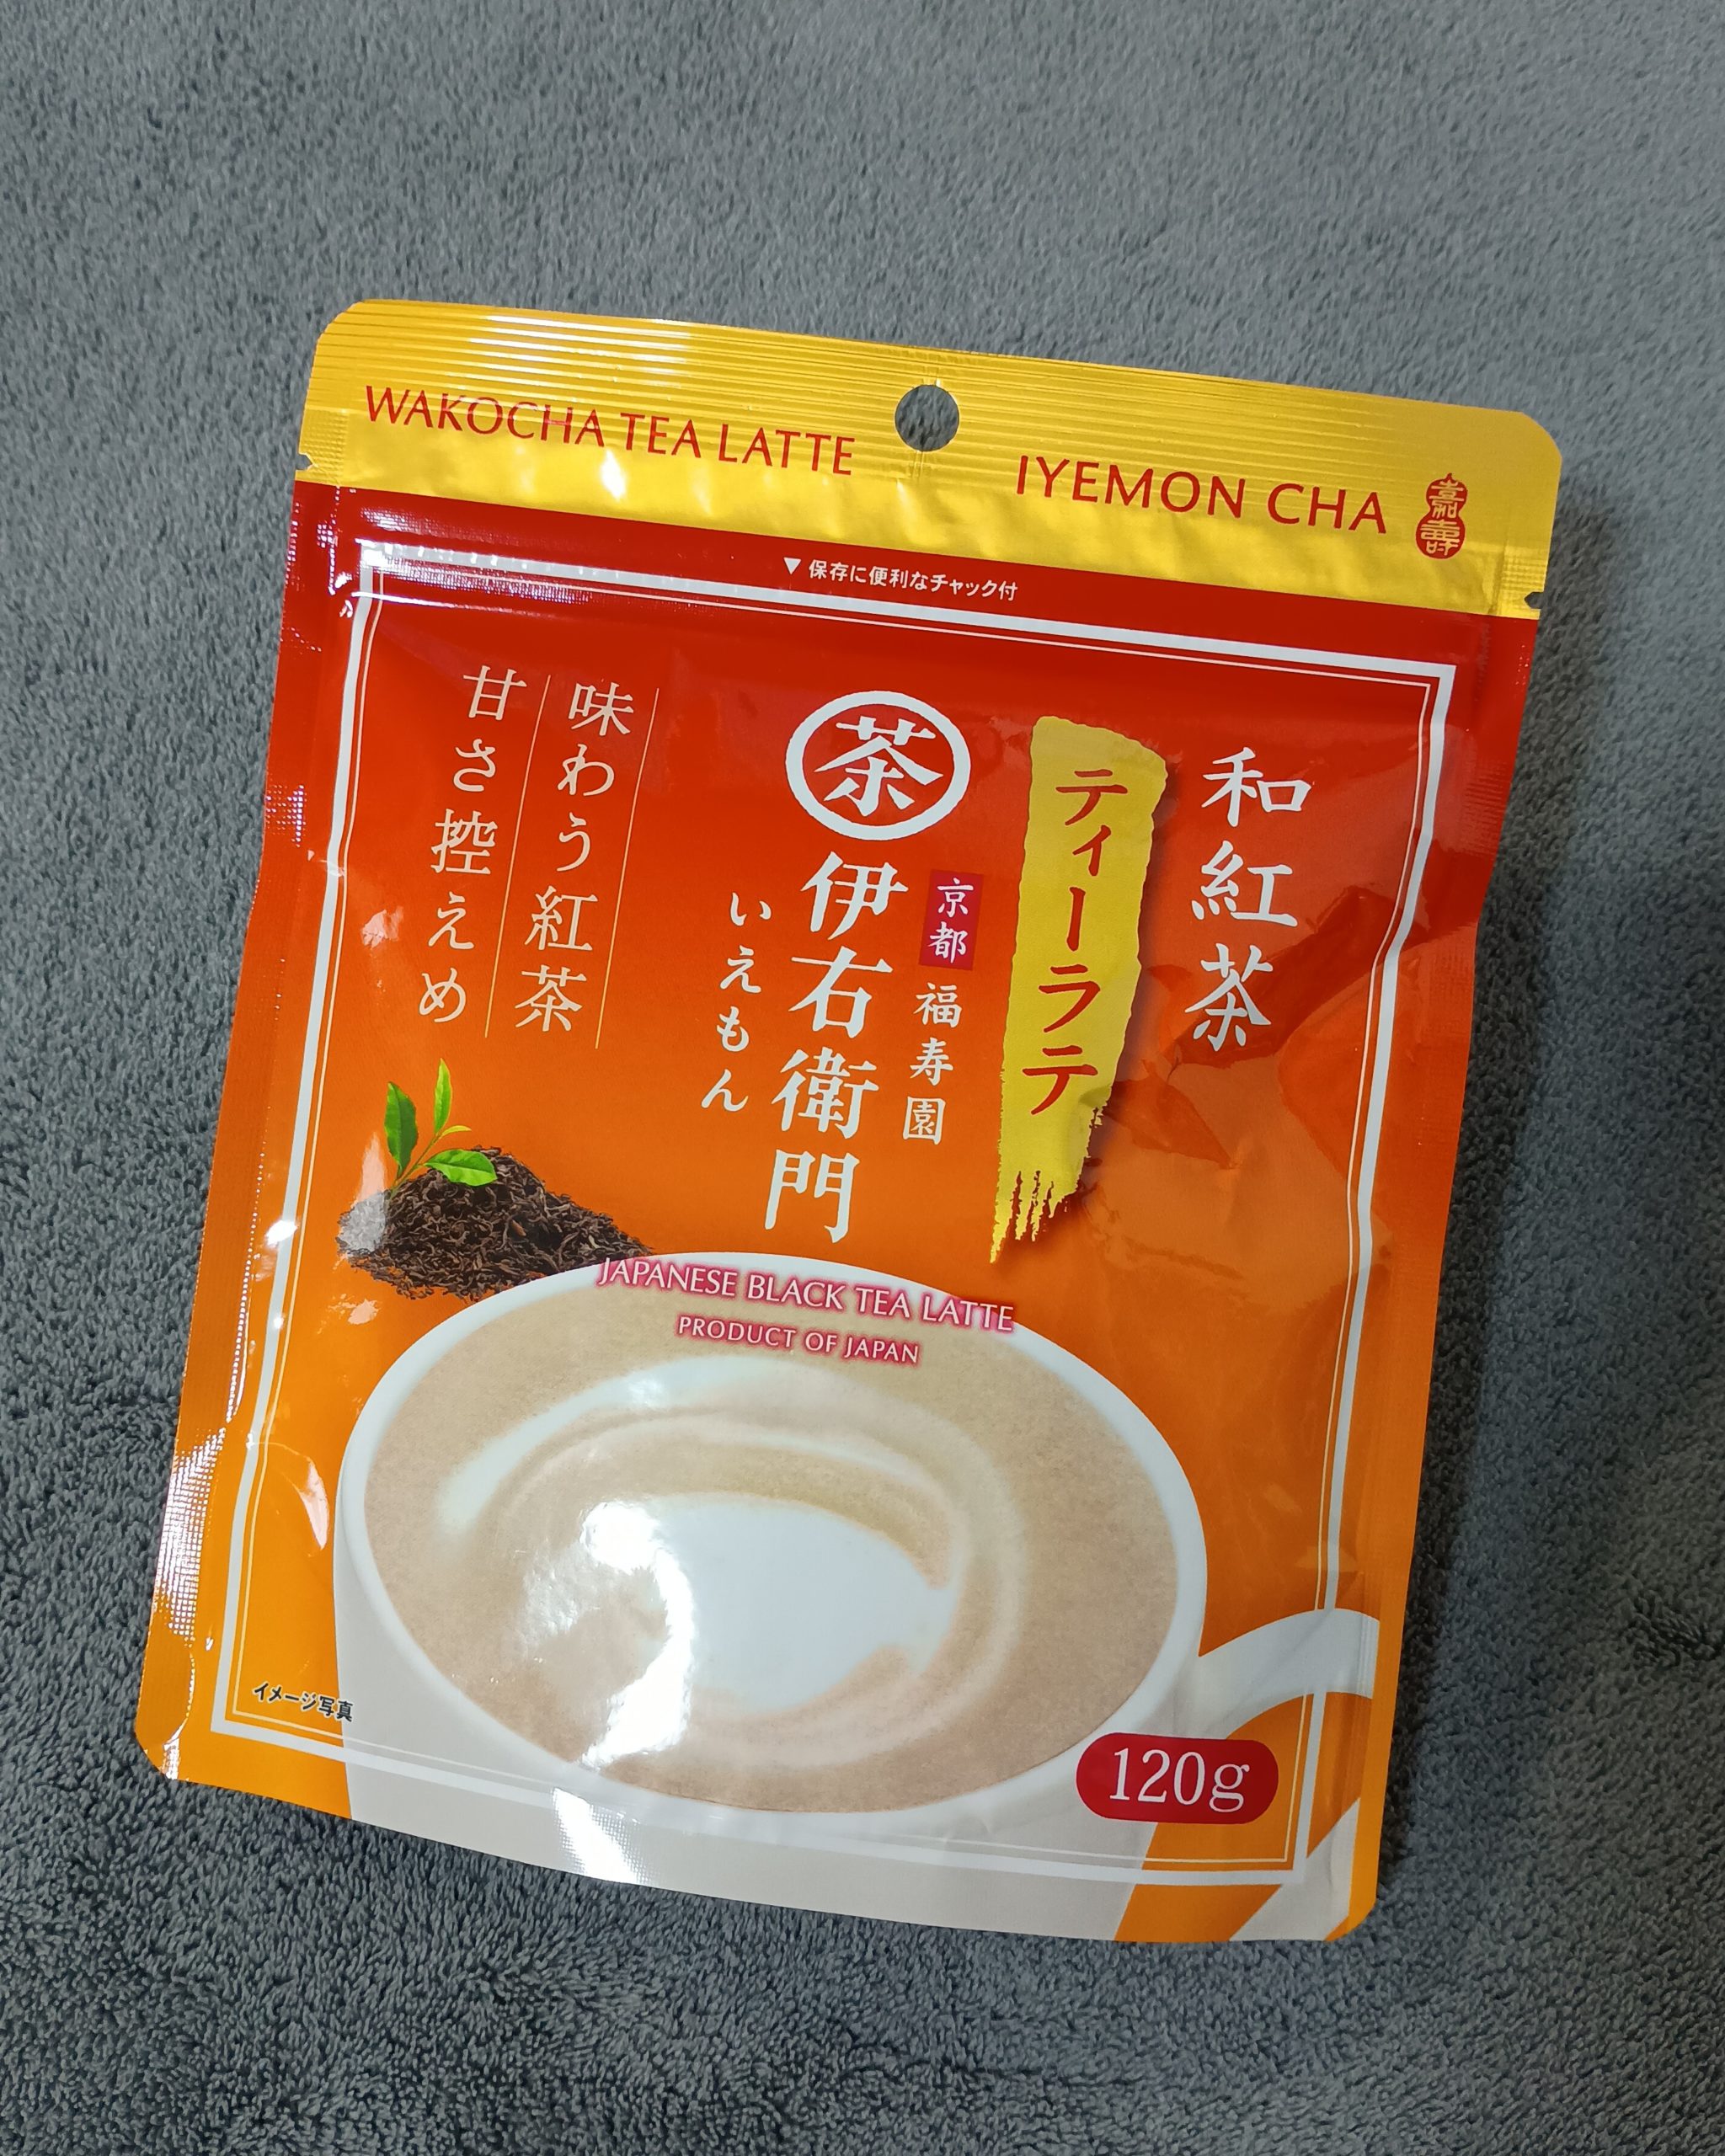 WAKOCHA TEA LATTE
IYEMON CHA
嘉壽
▼保存に便利なチャック付
和紅茶
ティーラテ
京都
福寿園
茶
伊右衛門
いえもん
味わう紅茶
甘さ控えめ
JAPANESE BLACK TEA LATTE
PRODUCT OF JAPAN
イメージ写真
120g